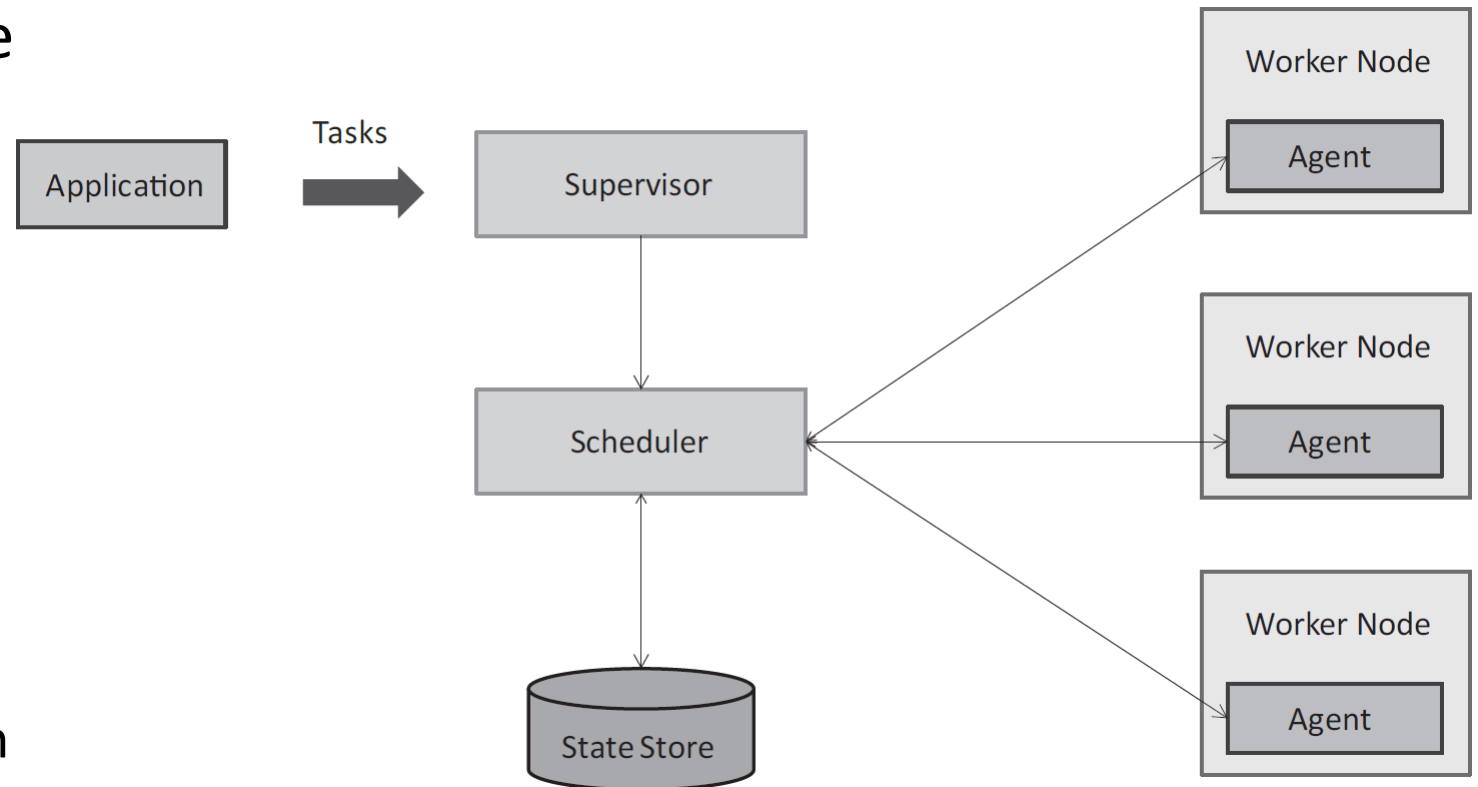 e
Tasks
Application
Supervisor
Scheduler
State Store
Worker Node
Agent
Worker Node
Agent
Worker Node
Agent
n